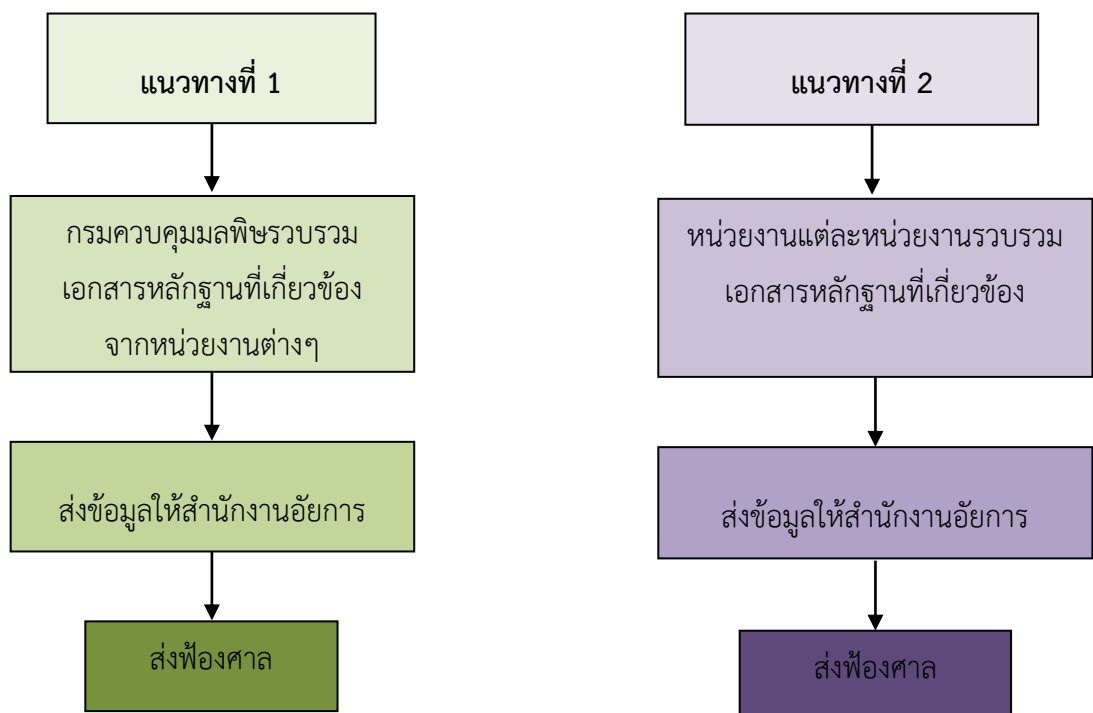 แนวทางที่ 1
กรมควบคุมมลพิษรวบรวม
เอกสารหลักฐานที่เกี่ยวข้อง
จากหน่วยงานต่างๆ
ส่งข้อมูลให้สำนักงานอัยการ
ส่งฟ้องศาล
แนวทางที่ 2
หน่วยงานแต่ละหน่วยงานรวบรวม
เอกสารหลักฐานที่เกี่ยวข้อง
ส่งข้อมูลให้สำนักงานอัยการ
ส่งฟ้องศาล